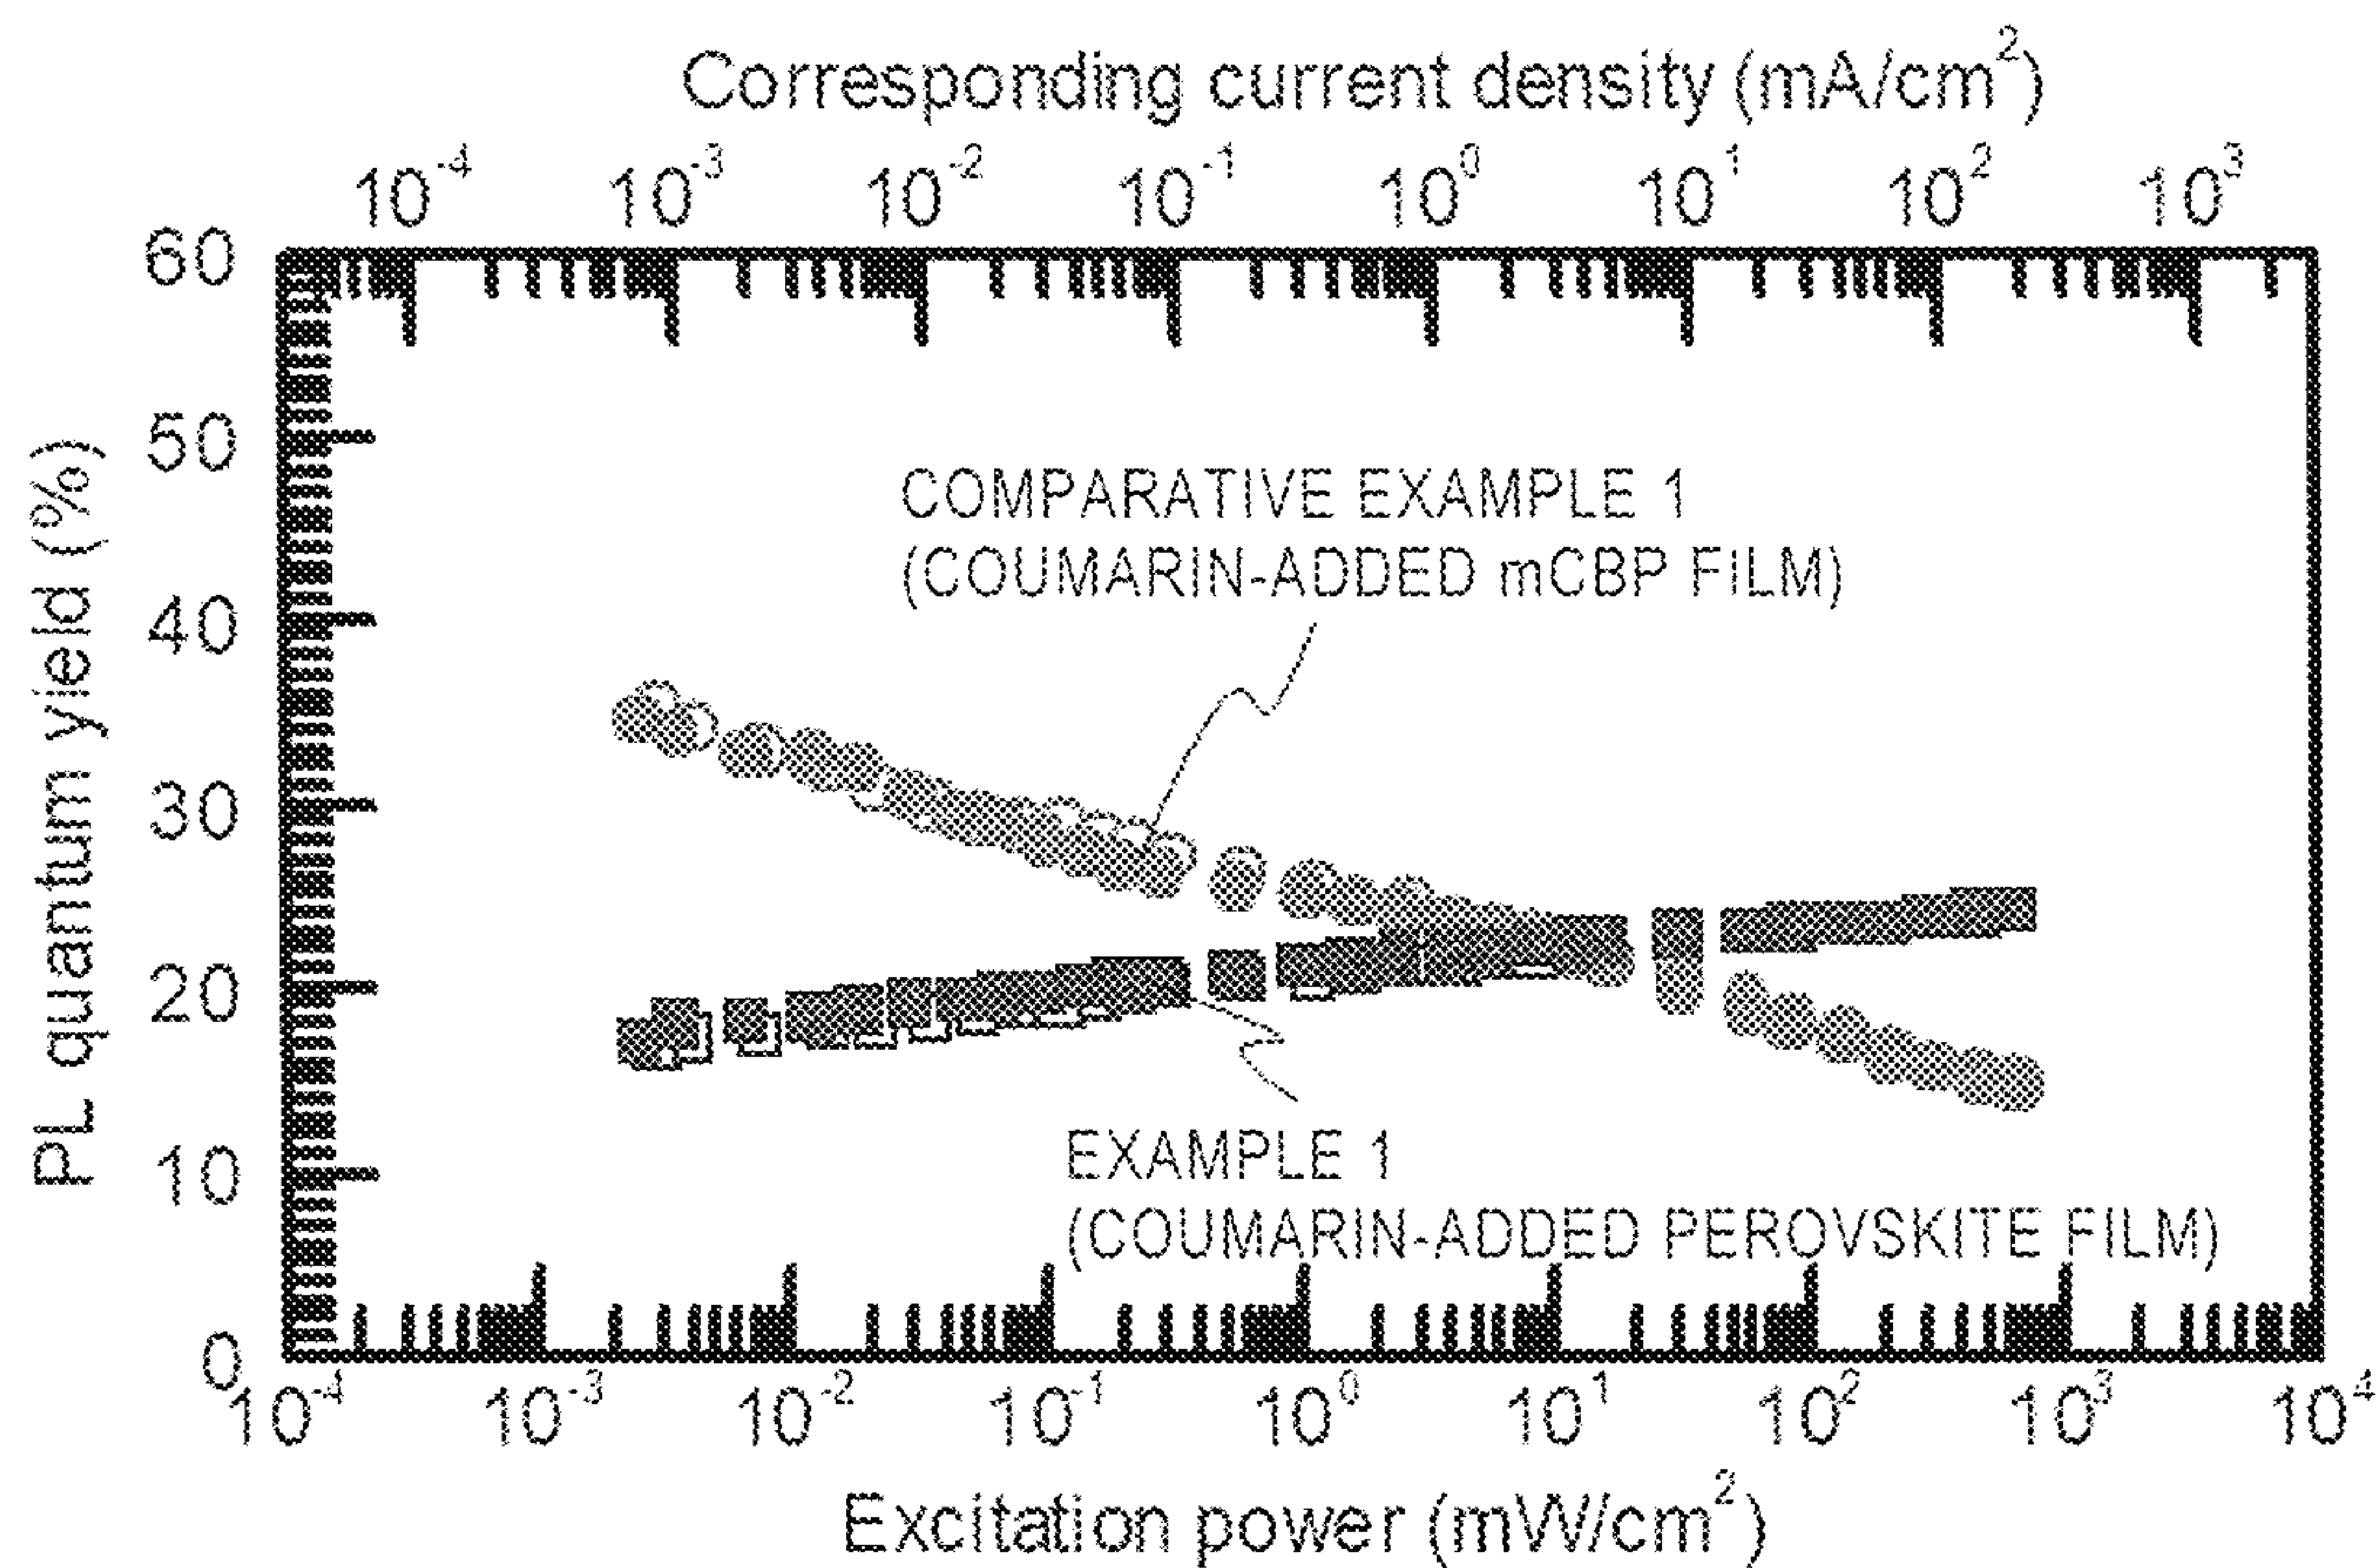 Corresponding current density (mA/cm²)
10⁻⁴ 10⁻³ 10⁻² 10⁻¹ 10⁰ 10¹ 10² 10³
60
50
40
30
20
10
0
PL quantum yield (%)
COMPARATIVE EXAMPLE 1
(COUMARIN-ADDED mCBP FILM)
EXAMPLE 1
(COUMARIN-ADDED PEROVSKITE FILM)
10⁻⁴ 10⁻³ 10⁻² 10⁻¹ 10⁰ 10¹ 10² 10³ 10⁴
Excitation power (mW/cm²)